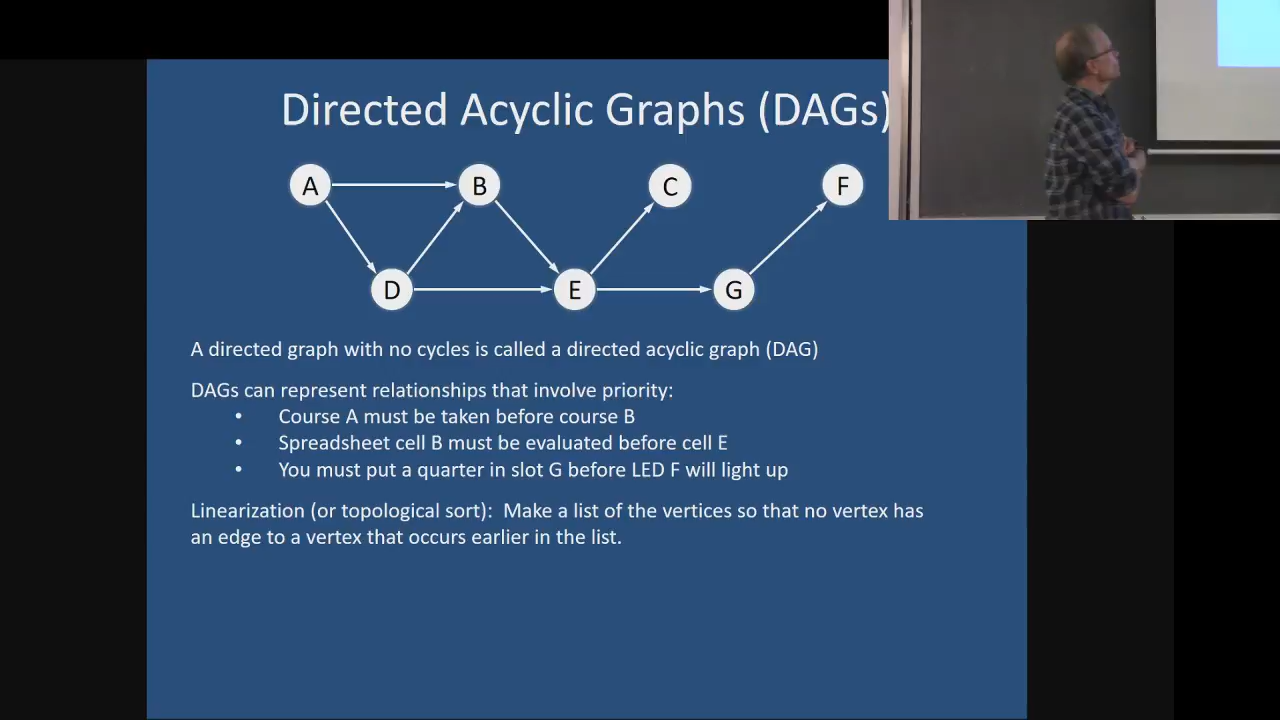 Directed Acyclic Graphs (DAGs)
A
B
C
F
D
E
G
A directed graph with no cycles is called a directed acyclic graph (DAG)
DAGs can represent relationships that involve priority:
• Course A must be taken before course B
• Spreadsheet cell B must be evaluated before cell E
• You must put a quarter in slot G before LED F will light up
Linearization (or topological sort): Make a list of the vertices so that no vertex has
an edge to a vertex that occurs earlier in the list.